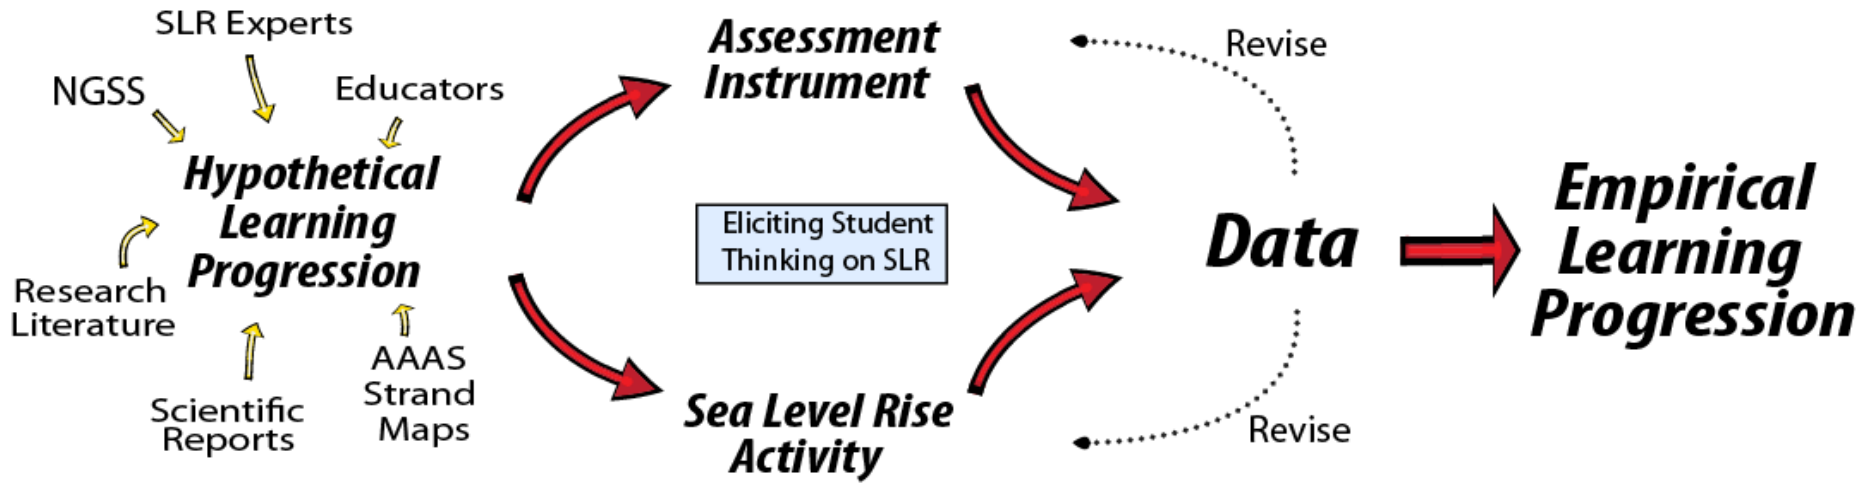 SLR Experts
NGSS
Educators
Hypothetical
Learning
Progression
Research
Literature
Scientific
Reports
AAAS
Strand
Maps
Assessment
Instrument
Eliciting Student
Thinking on SLR
Sea Level Rise
Activity
Revise
Data
Revise
Empirical
Learning
Progression